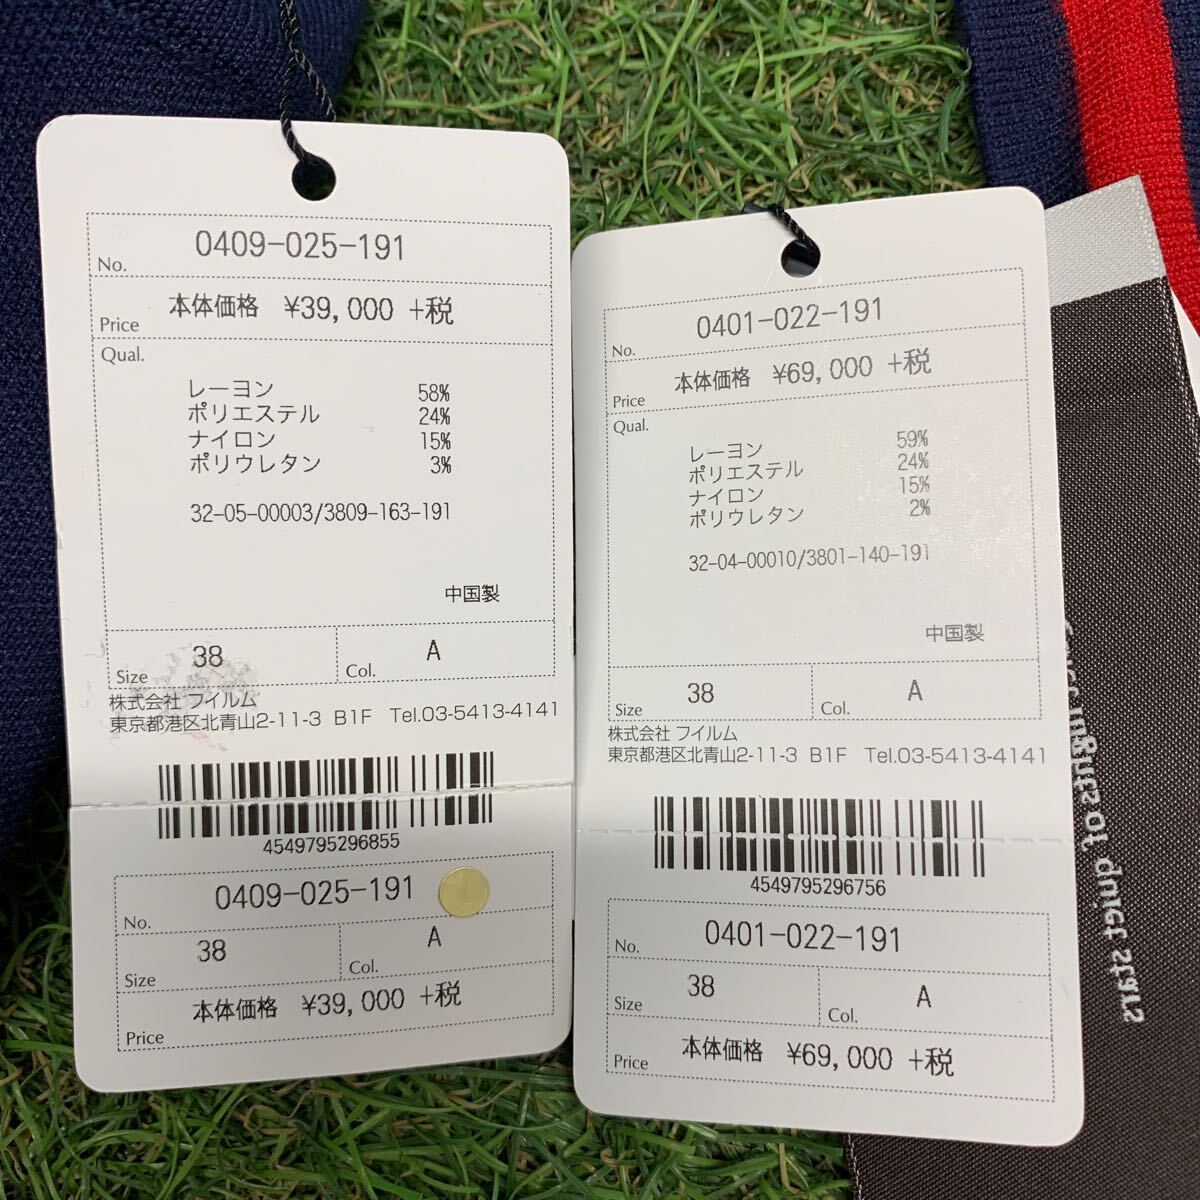 0409-025-191
No.
本体価格 ¥39,000 +税
Price
Qual.
レーヨン 58%
ポリエステル 24%
ナイロン 15%
ポリウレタン 3%
32-05-00003/3809-163-191
中国製
38
Size
A
Col.
株式会社 フイルム
東京都港区北青山2-11-3 B1F Tel.03-5413-4141
4549795296855
0409-025-191
No.
38
Size
A
Col.
本体価格 ¥39,000 +税
Price
0401-022-191
No.
本体価格 ¥69,000 +税
Price
Qual.
レーヨン 59%
ポリエステル 24%
ナイロン 15%
ポリウレタン 2%
32-04-00010/3801-140-191
中国製
38
Size
A
Col.
株式会社 フイルム
東京都港区北青山2-11-3 B1F Tel.03-5413-4141
4549795296756
0401-022-191
No.
38
Size
A
Col.
本体価格 ¥69,000 +税
Price